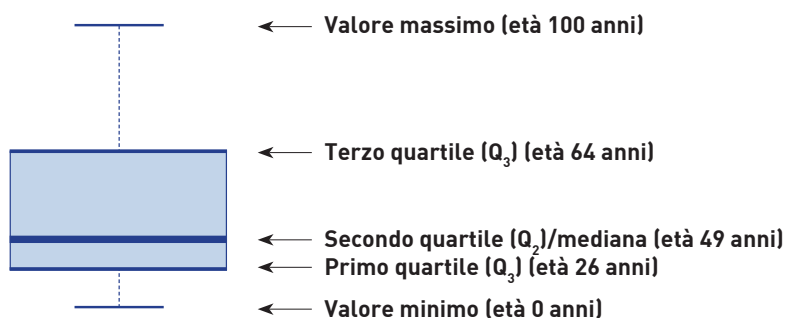 Valore massimo (età 100 anni)
Terzo quartile (Q₃) (età 64 anni)
Secondo quartile (Q₂)/mediana (età 49 anni)
Primo quartile (Q₃) (età 26 anni)
Valore minimo (età 0 anni)